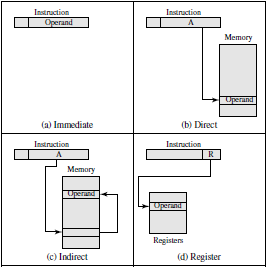 Instruction
Operand
(a) Immediate
Instruction
A
Memory
Operand
(b) Direct
Instruction
A
Memory
Operand
(c) Indirect
Instruction
R
Operand
Registers
(d) Register